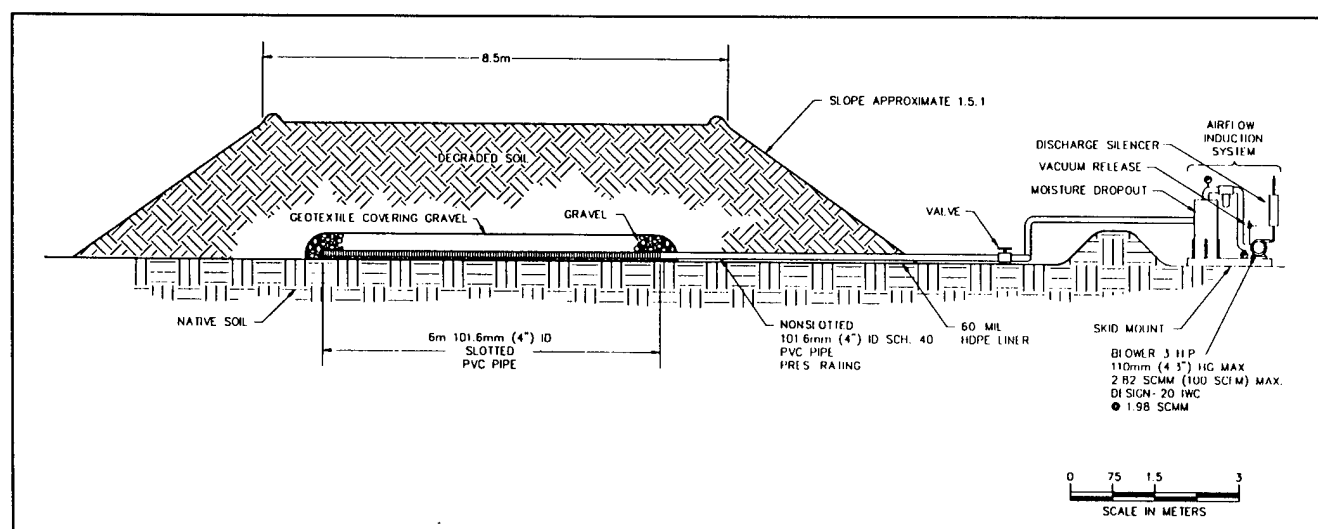 8.5m
SLOPE APPROXIMATE 1.5.1
DEGRADED SOIL
GEOTEXTILE COVERING GRAVEL
GRAVEL
VALVE
AIRFLOW
INDUCTION
SYSTEM
DISCHARGE SILENCER
VACUUM RELEASE
MOISTURE DROPOUT
NATIVE SOIL
6m 101.6mm (4") ID
SLOTTED
PVC PIPE
NONSLOTTED
101.6mm (4") ID SCH. 40
PVC PIPE
PRES RATING
60 MIL
HDPE LINER
SKID MOUNT
BLOWER 3 HP
110mm (4 3") HG MAX
2.82 SCMM (100 SCFM) MAX.
DESIGN- 20 IWC
@ 1.98 SCMM
0 75 1.5 3
SCALE IN METERS